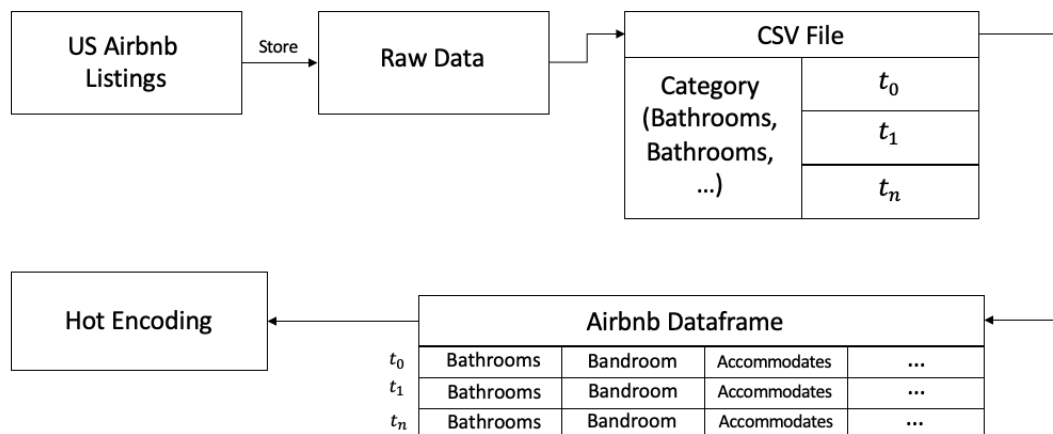 US Airbnb
Listings
Store
Raw Data
CSV File
Category
(Bathrooms,
Bathrooms,
...)
t₀
t₁
tₙ
Hot Encoding
Airbnb Dataframe
t₀ Bathrooms Bandroom Accommodates ...
t₁ Bathrooms Bandroom Accommodates ...
tₙ Bathrooms Bandroom Accommodates ...